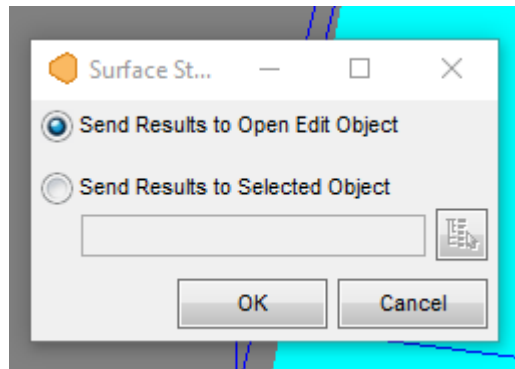 Surface St...
Send Results to Open Edit Object
Send Results to Selected Object
OK
Cancel